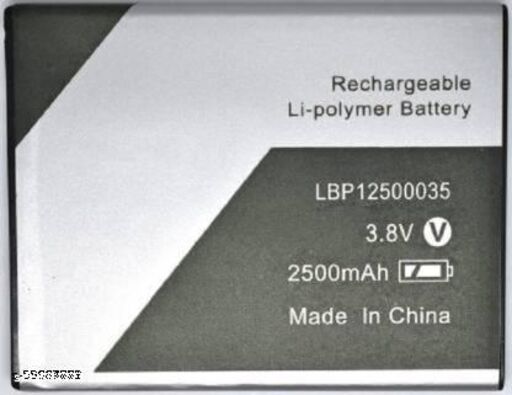 Rechargeable
Li-polymer Battery
LBP12500035
3.8V V
2500mAh
Made In China